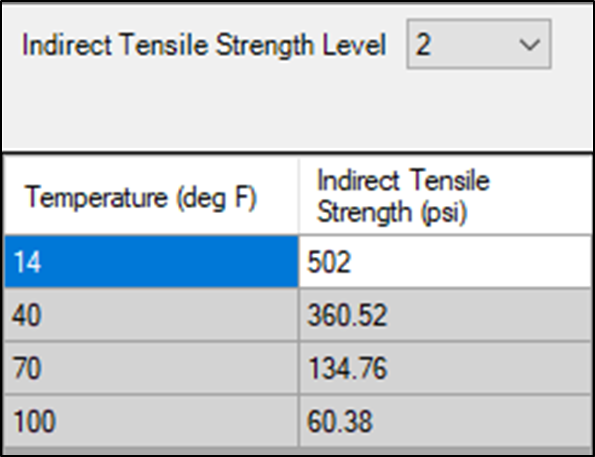 Indirect Tensile Strength Level 2
Temperature (deg F)
Indirect Tensile
Strength (psi)
14 502
40 360.52
70 134.76
100 60.38